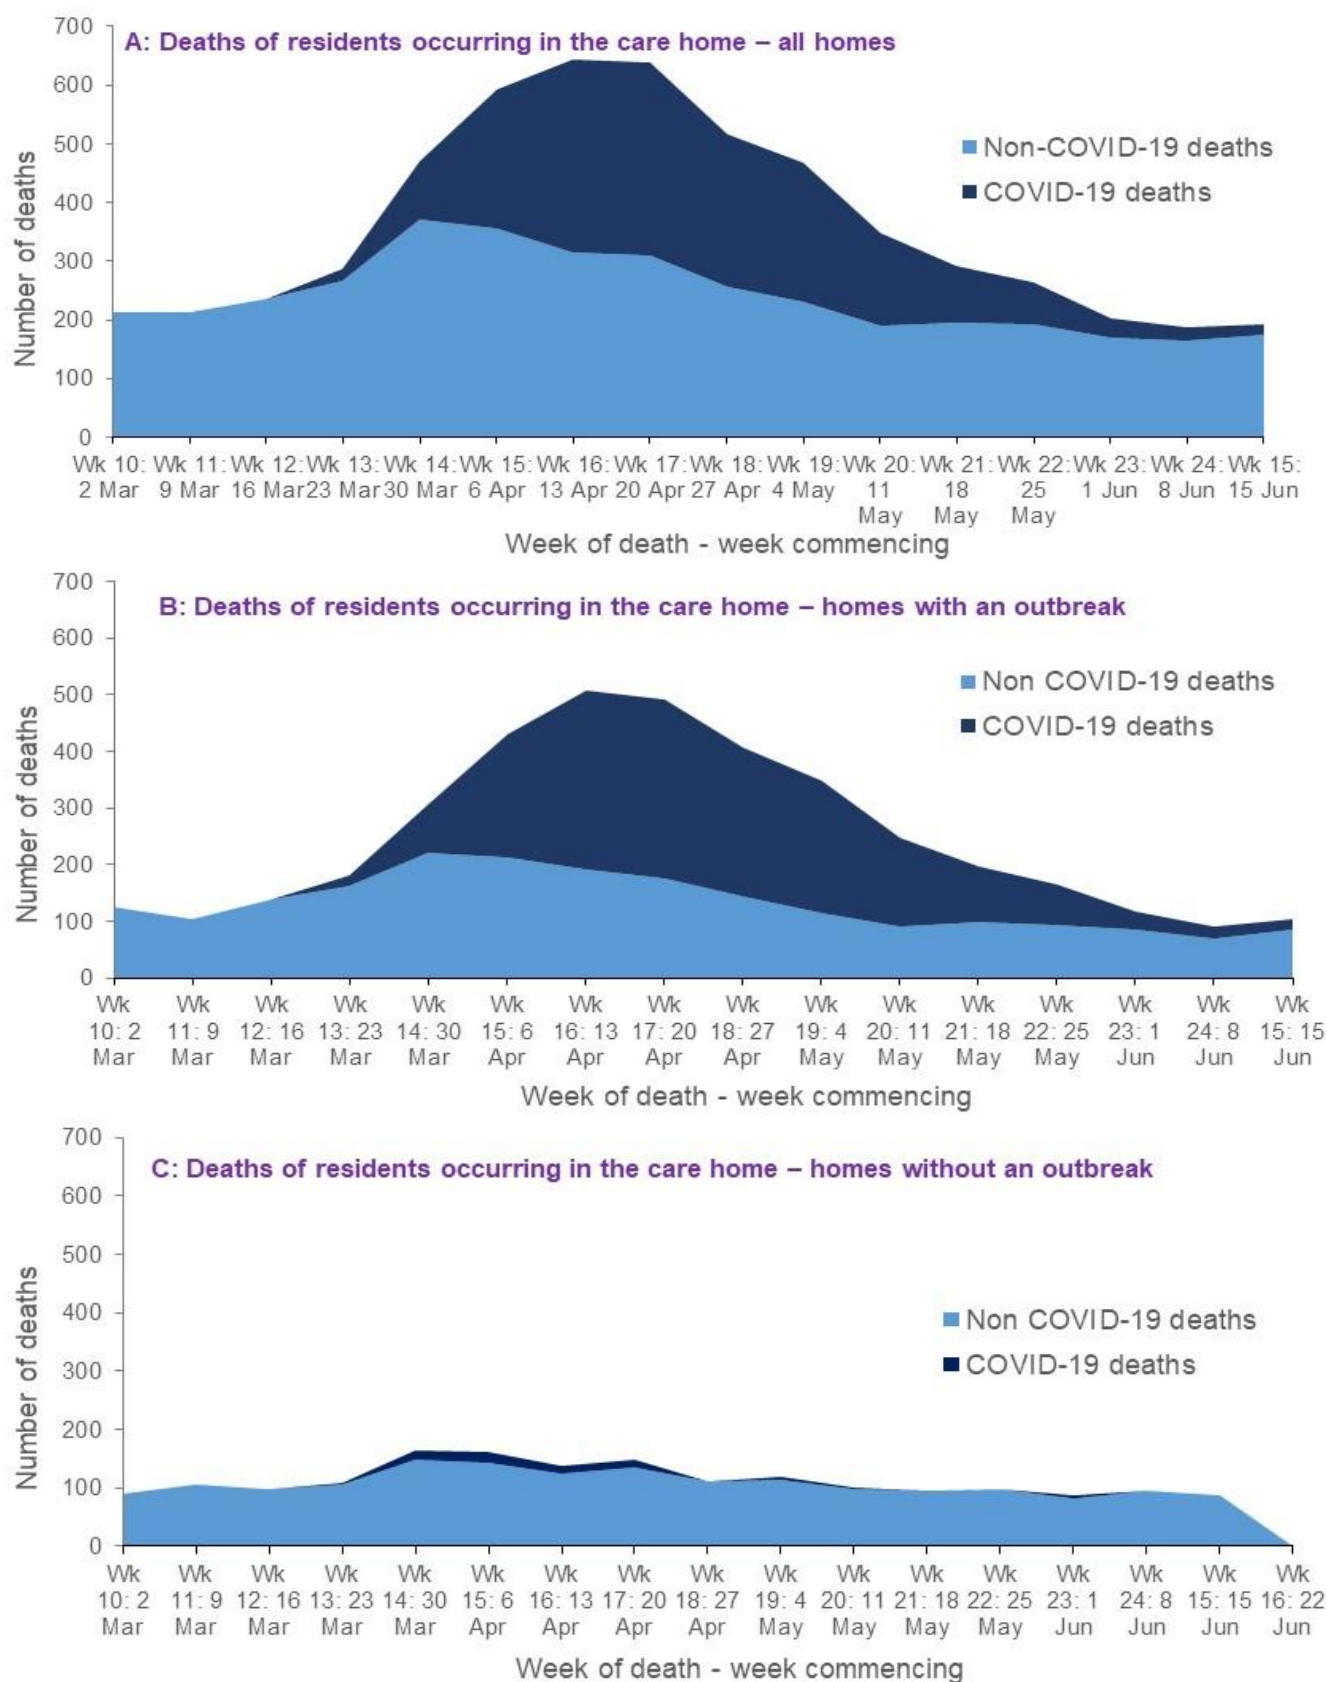 700
A: Deaths of residents occurring in the care home – all homes
600
500
Non-COVID-19 deaths
COVID-19 deaths
400
300
200
100
0
Number of deaths
Wk 10: Wk 11: Wk 12: Wk 13: Wk 14: Wk 15: Wk 16: Wk 17: Wk 18: Wk 19: Wk 20: Wk 21: Wk 22: Wk 23: Wk 24: Wk 15:
2 Mar 9 Mar 16 Mar 23 Mar 30 Mar 6 Apr 13 Apr 20 Apr 27 Apr 4 May 11 18 25 1 Jun 8 Jun 15 Jun
May May May
Week of death - week commencing
700
B: Deaths of residents occurring in the care home – homes with an outbreak
600
500
Non COVID-19 deaths
COVID-19 deaths
400
300
200
100
0
Number of deaths
Wk Wk Wk Wk Wk Wk Wk Wk Wk Wk Wk Wk Wk Wk Wk Wk
10: 2 11: 9 12: 16 13: 23 14: 30 15: 6 16: 13 17: 20 18: 27 19: 4 20: 11 21: 18 22: 25 23: 1 24: 8 15: 15
Mar Mar Mar Mar Mar Apr Apr Apr Apr May May May May Jun Jun Jun
Week of death - week commencing
700
C: Deaths of residents occurring in the care home – homes without an outbreak
600
500
400
Non COVID-19 deaths
COVID-19 deaths
300
200
100
0
Number of deaths
Wk Wk Wk Wk Wk Wk Wk Wk Wk Wk Wk Wk Wk Wk Wk Wk Wk
10: 2 11: 9 12: 16 13: 23 14: 30 15: 6 16: 13 17: 20 18: 27 19: 4 20: 11 21: 18 22: 25 23: 1 24: 8 15: 15 16: 22
Mar Mar Mar Mar Mar Apr Apr Apr Apr May May May May Jun Jun Jun Jun
Week of death - week commencing